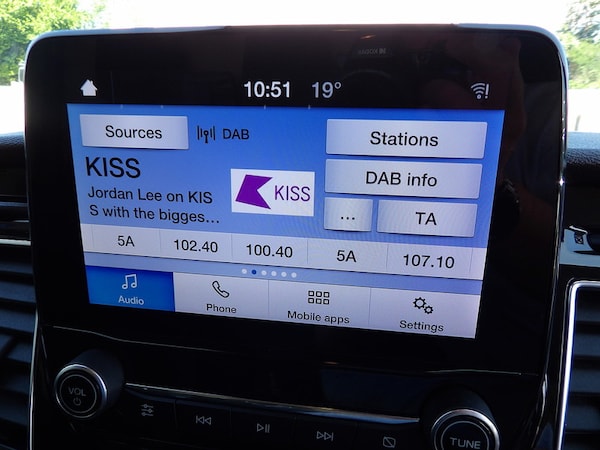 10:51 19°
Sources DAB Stations
KISS
Jordan Lee on KIS
S with the bigges...
KISS
DAB info
... TA
5A 102.40 100.40 5A 107.10
Audio Phone Mobile apps Settings
VOL
TUNE